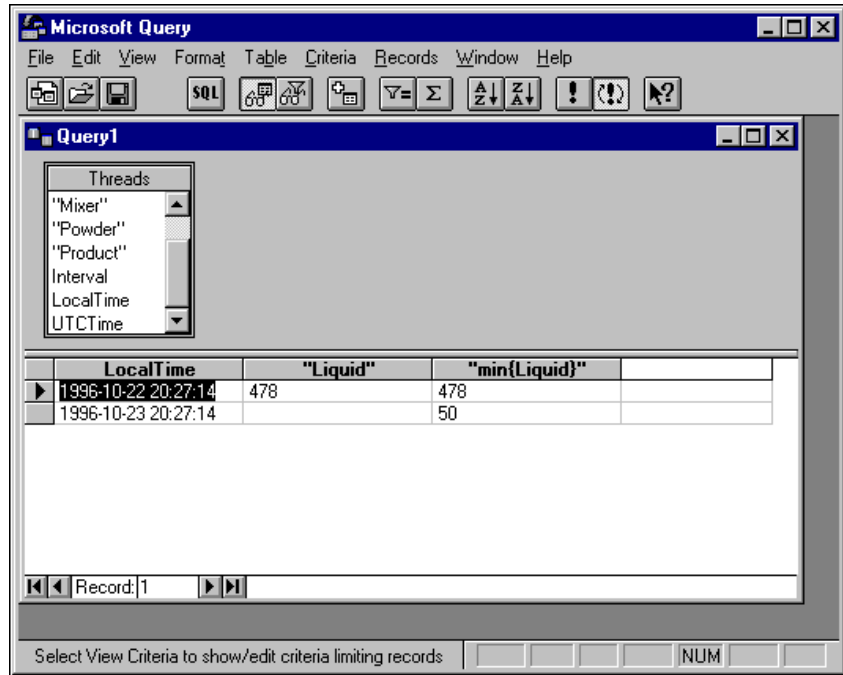 Microsoft Query
File Edit View Format Table Criteria Records Window Help
SQL
Query1
Threads
"Mixer"
"Powder"
"Product"
Interval
LocalTime
UTCTime
LocalTime "Liquid" "min{Liquid}"
1996-10-22 20:27:14 478 478
1996-10-23 20:27:14 50
Record: 1
Select View Criteria to show/edit criteria limiting records NUM